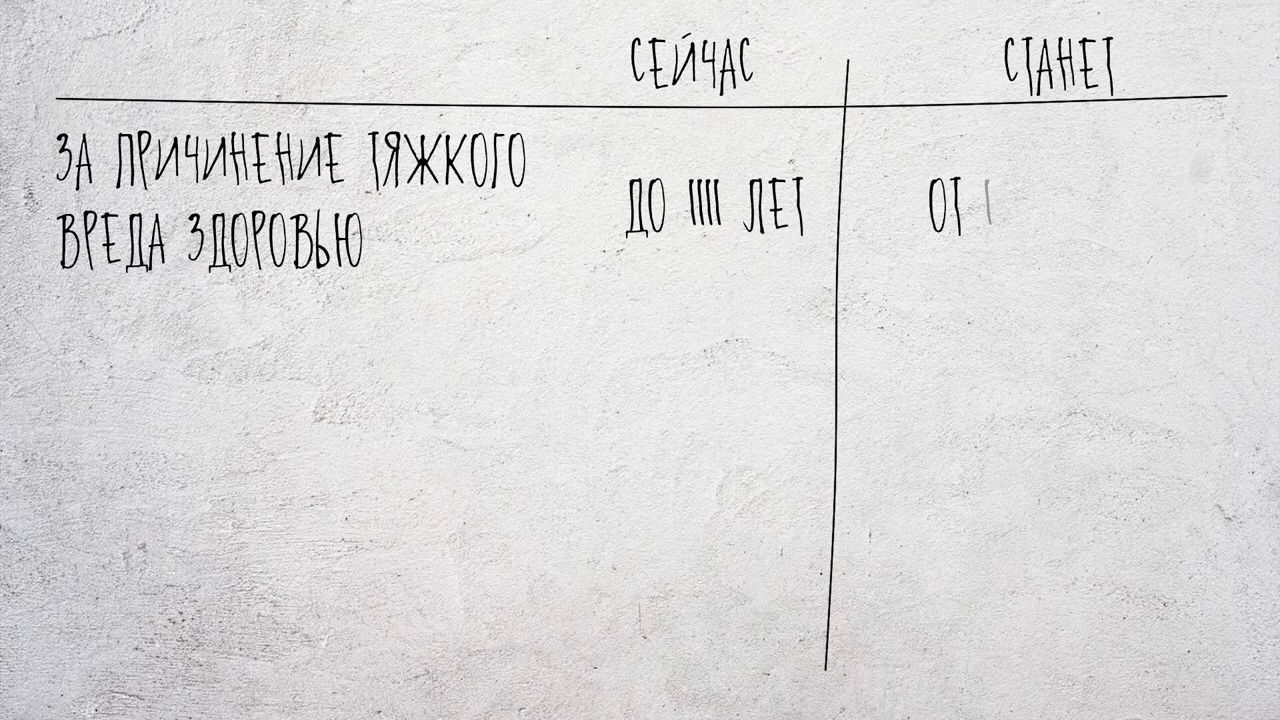 СЕЙЧАС СТАНЕТ
ЗА ПРИЧИНЕНИЕ ТЯЖКОГО
ВРЕДА ЗДОРОВЬЮ
ДО IIII ЛЕТ ОТ I